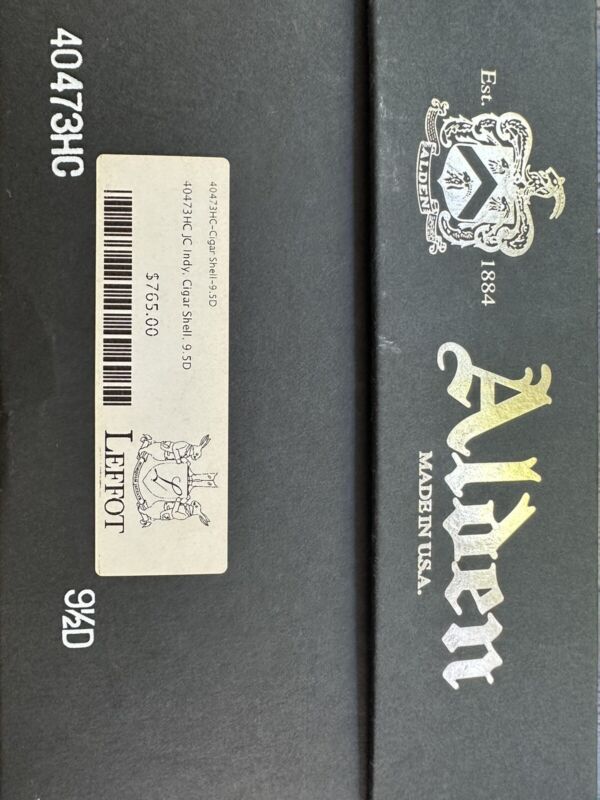 Est. 1884
ALDEN
Alden
MADE IN U.S.A.
40473HC
40473HC-Cigar Shell-9.5D
40473HC JC Indy, Cigar Shell, 9.5D
$765.00
L
LEFFOT
9½D